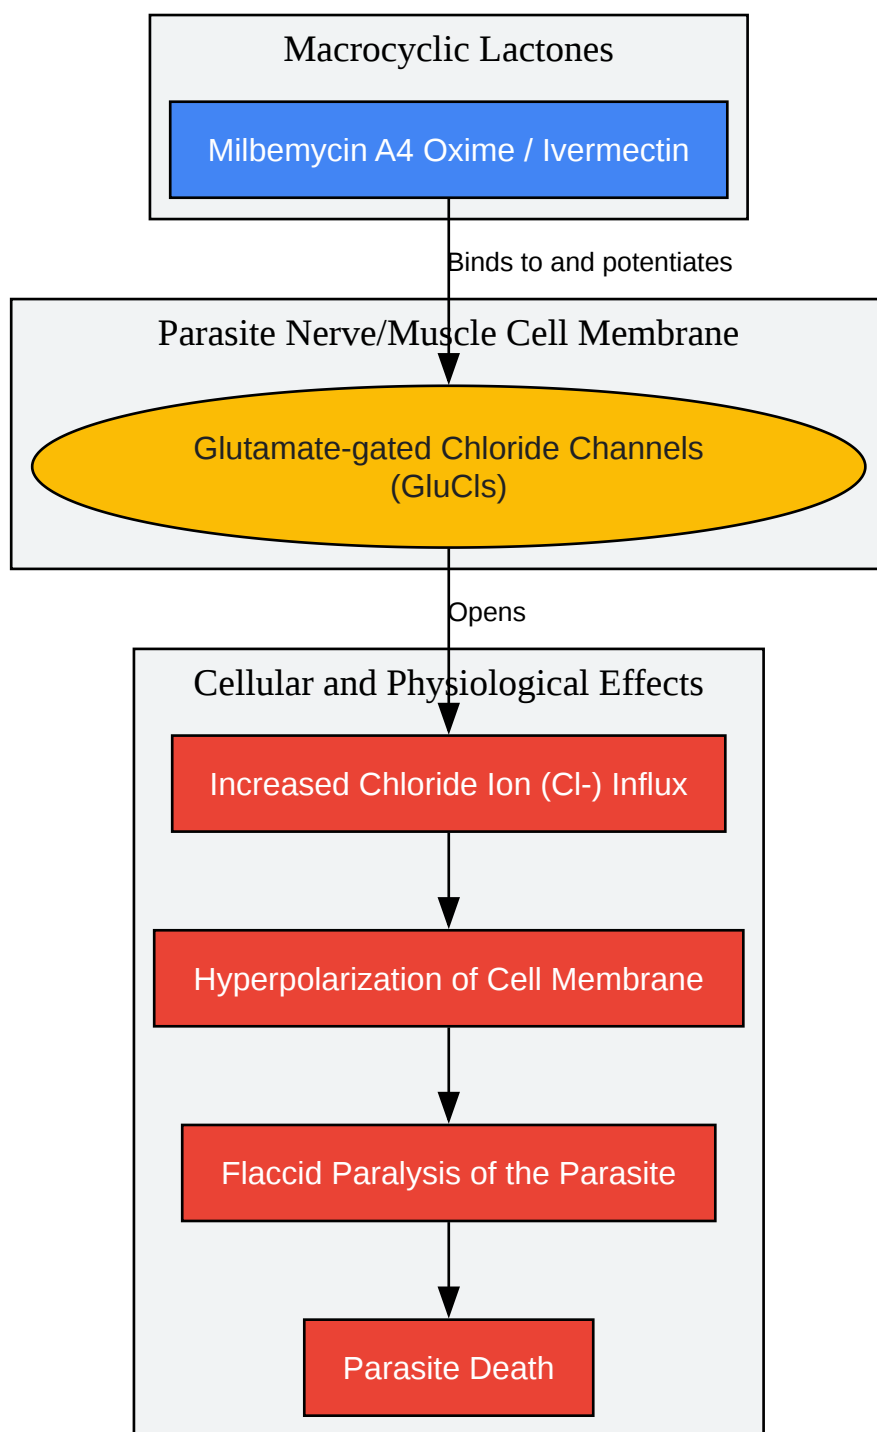 Macrocyclic Lactones
Milbemycin A4 Oxime / Ivermectin
Binds to and potentiates
Parasite Nerve/Muscle Cell Membrane
Glutamate-gated Chloride Channels
(GluCls)
Opens
Cellular and Physiological Effects
Increased Chloride Ion (Cl-) Influx
Hyperpolarization of Cell Membrane
Flaccid Paralysis of the Parasite
Parasite Death